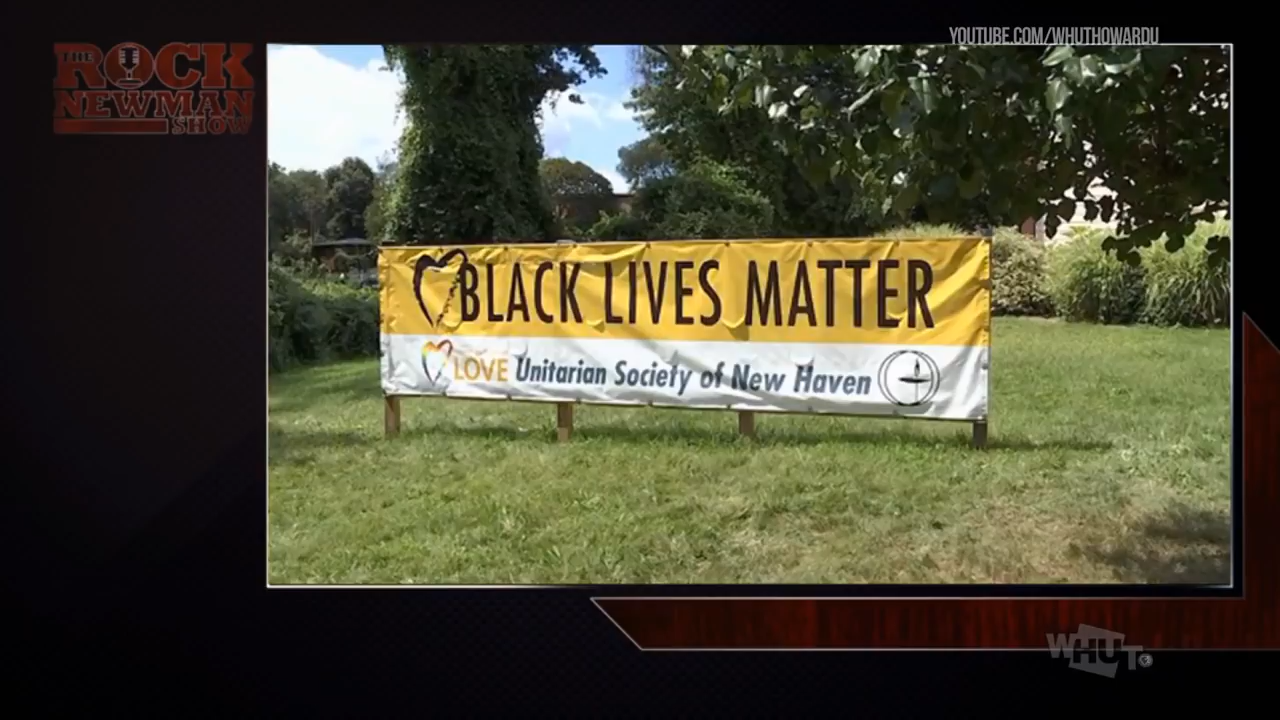 YOUTUBE.COM/WHUTHOWARDU
THE
ROCK
NEWMAN
SHOW
BLACK LIVES MATTER
LOVE Unitarian Society of New Haven
WHUT